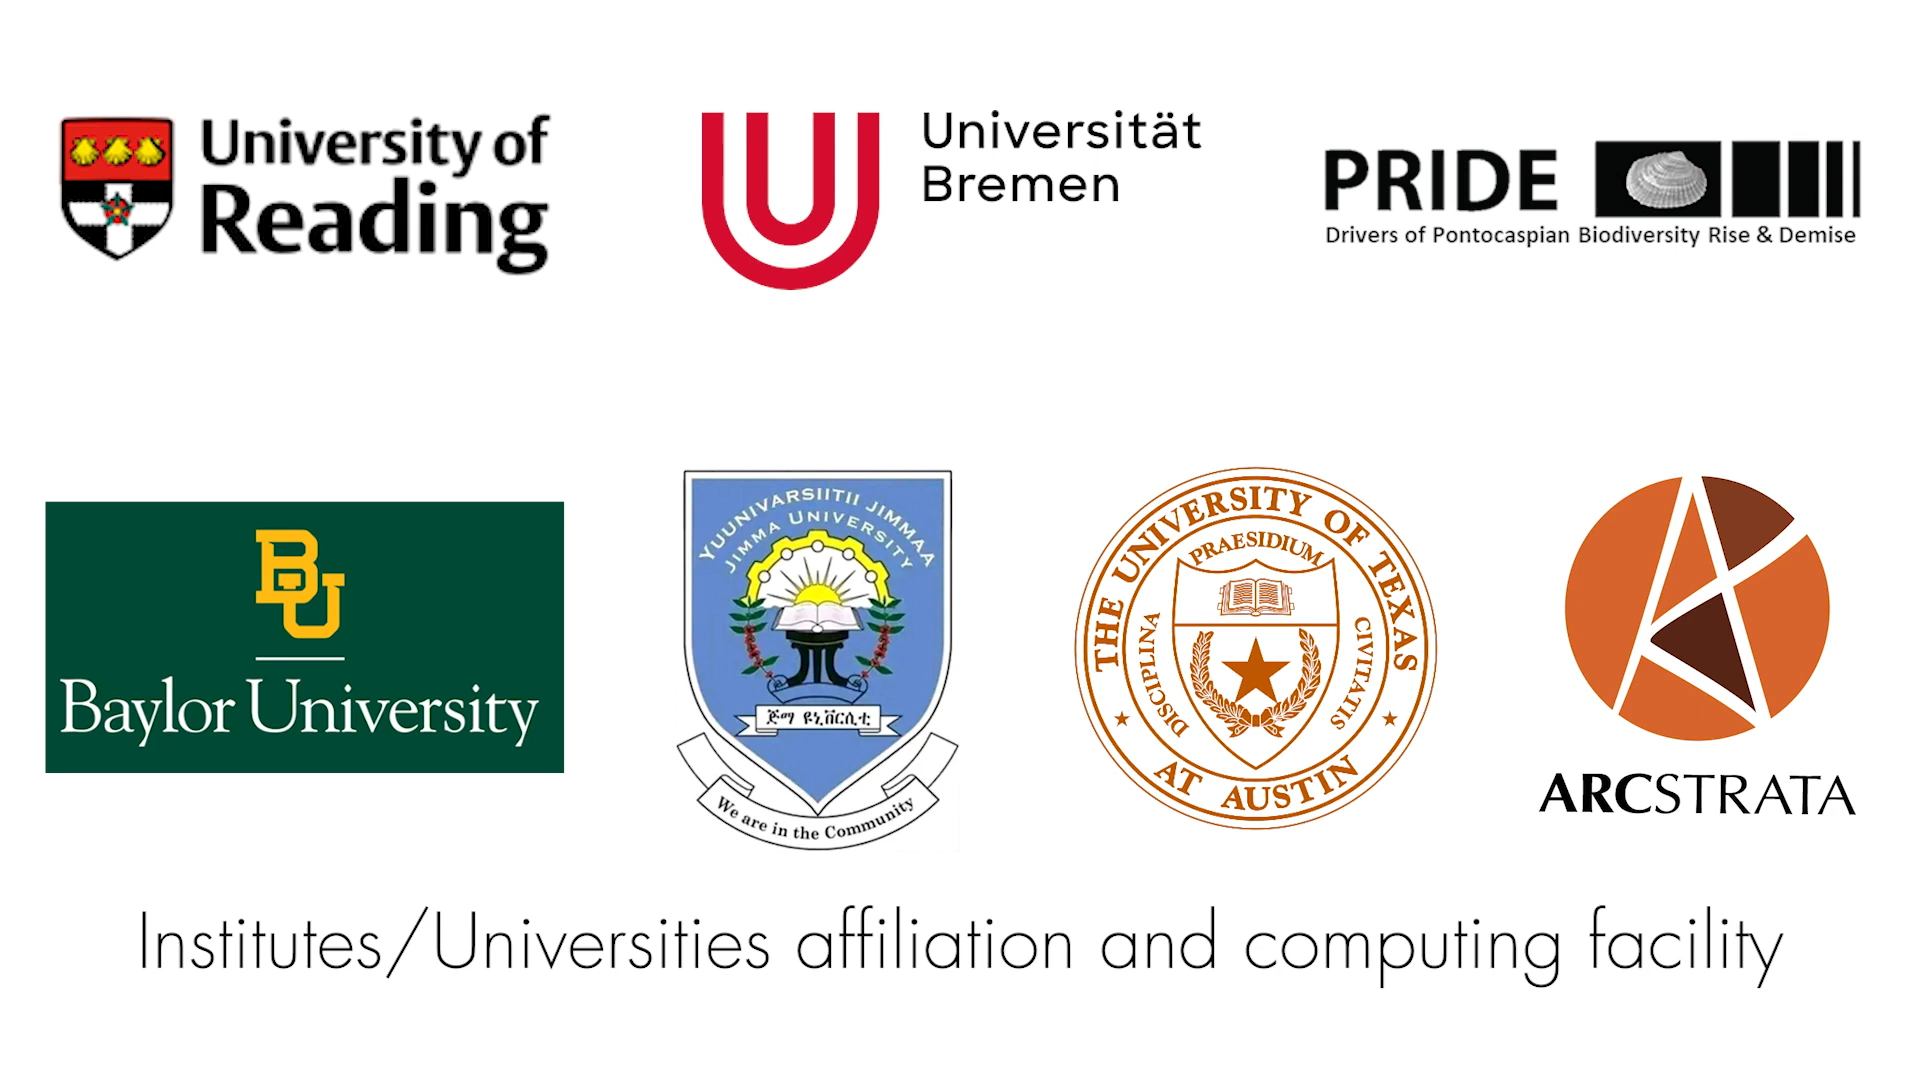 University of
Reading
Universität
Bremen
PRIDE
Drivers of Pontocaspian Biodiversity Rise & Demise
BU
Baylor University
YUUNIVARSIITII JIMMAA
JIMMA UNIVERSITY
ጅማ ዩኒቨርሲቲ
We are in the Community
THE UNIVERSITY OF TEXAS
AT AUSTIN
PRAESIDIUM
DISCIPLINA
CIVITATIS
ARCSTRATA
Institutes/Universities affiliation and computing facility